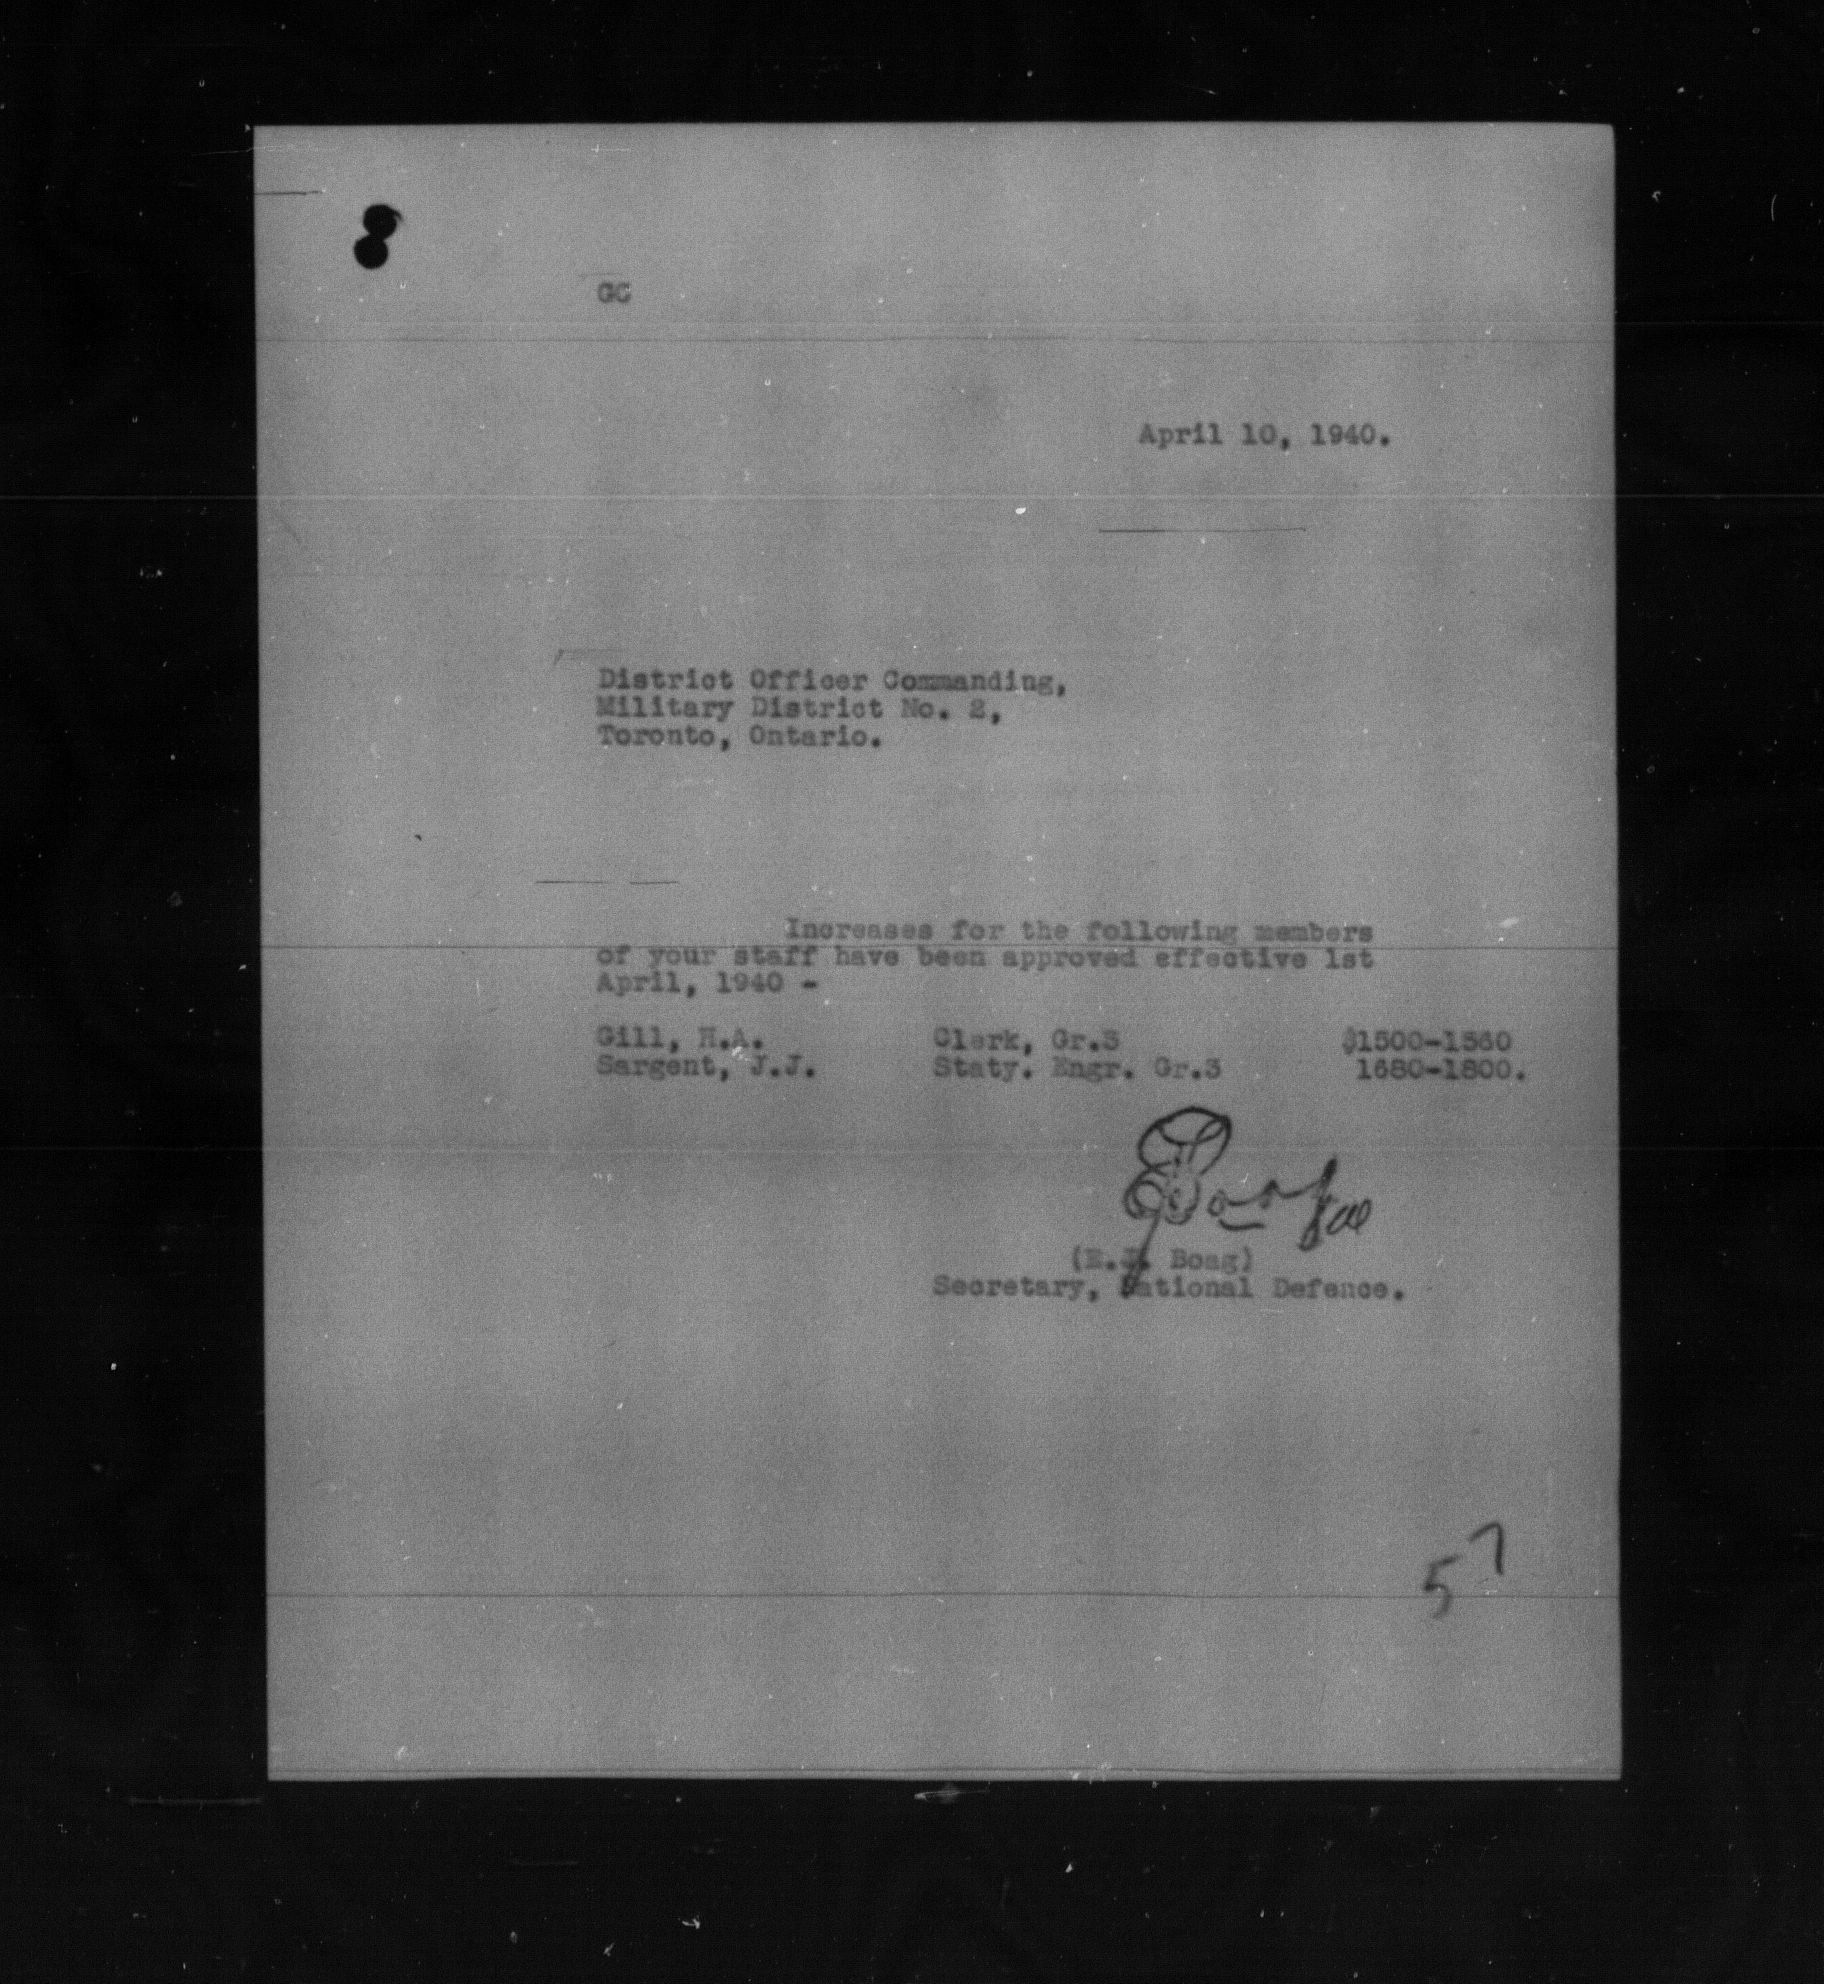 GC
April 10, 1940.
District Officer Commanding,
Military District No. 2,
Toronto, Ontario.
Increases for the following members
of your staff have been approved effective 1st
April, 1940 -
Gill, H.A. Clerk, Gr.3 $1500-1560
Sargent, J.J. Staty. Engr. Gr.3 1680-1800.
(E.F. Boag)
Secretary, National Defence.
57